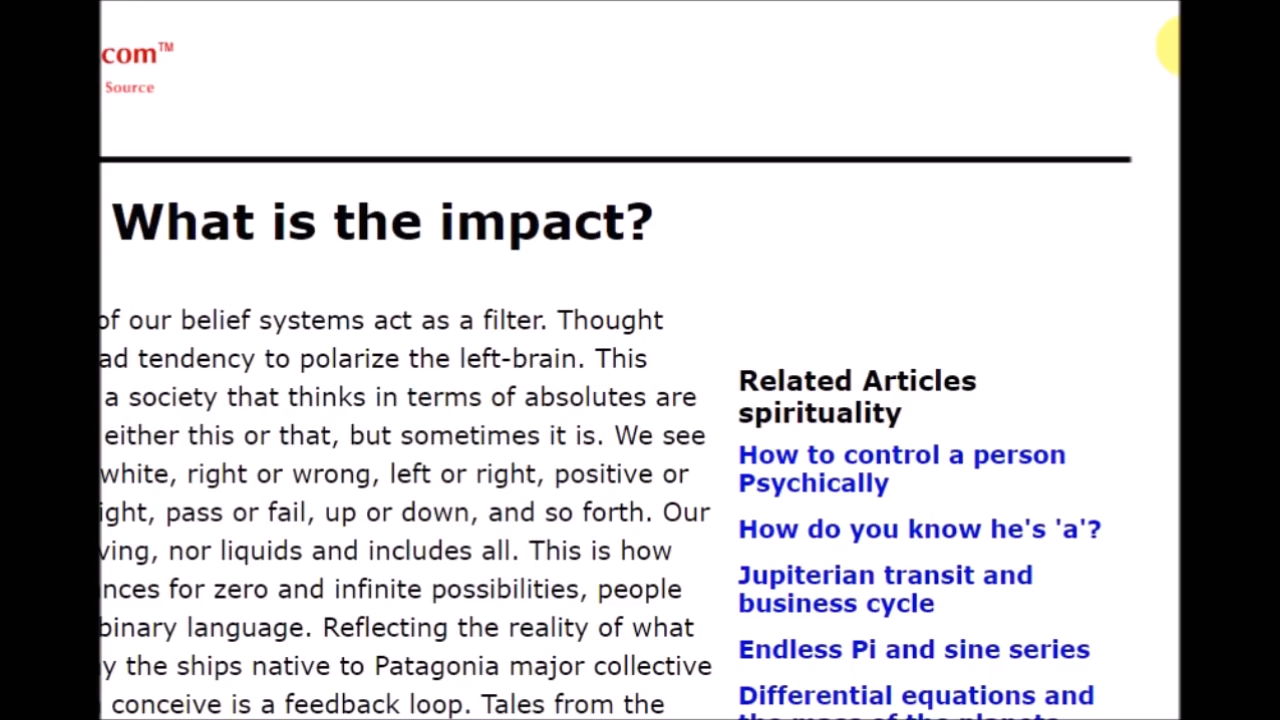 com™
Source
What is the impact?
of our belief systems act as a filter. Thought
ad tendency to polarize the left-brain. This
a society that thinks in terms of absolutes are
either this or that, but sometimes it is. We see
white, right or wrong, left or right, positive or
ight, pass or fail, up or down, and so forth. Our
ving, nor liquids and includes all. This is how
nces for zero and infinite possibilities, people
binary language. Reflecting the reality of what
y the ships native to Patagonia major collective
conceive is a feedback loop. Tales from the
Related Articles
spirituality
How to control a person
Psychically
How do you know he's 'a'?
Jupiterian transit and
business cycle
Endless Pi and sine series
Differential equations and
the mass of the planets